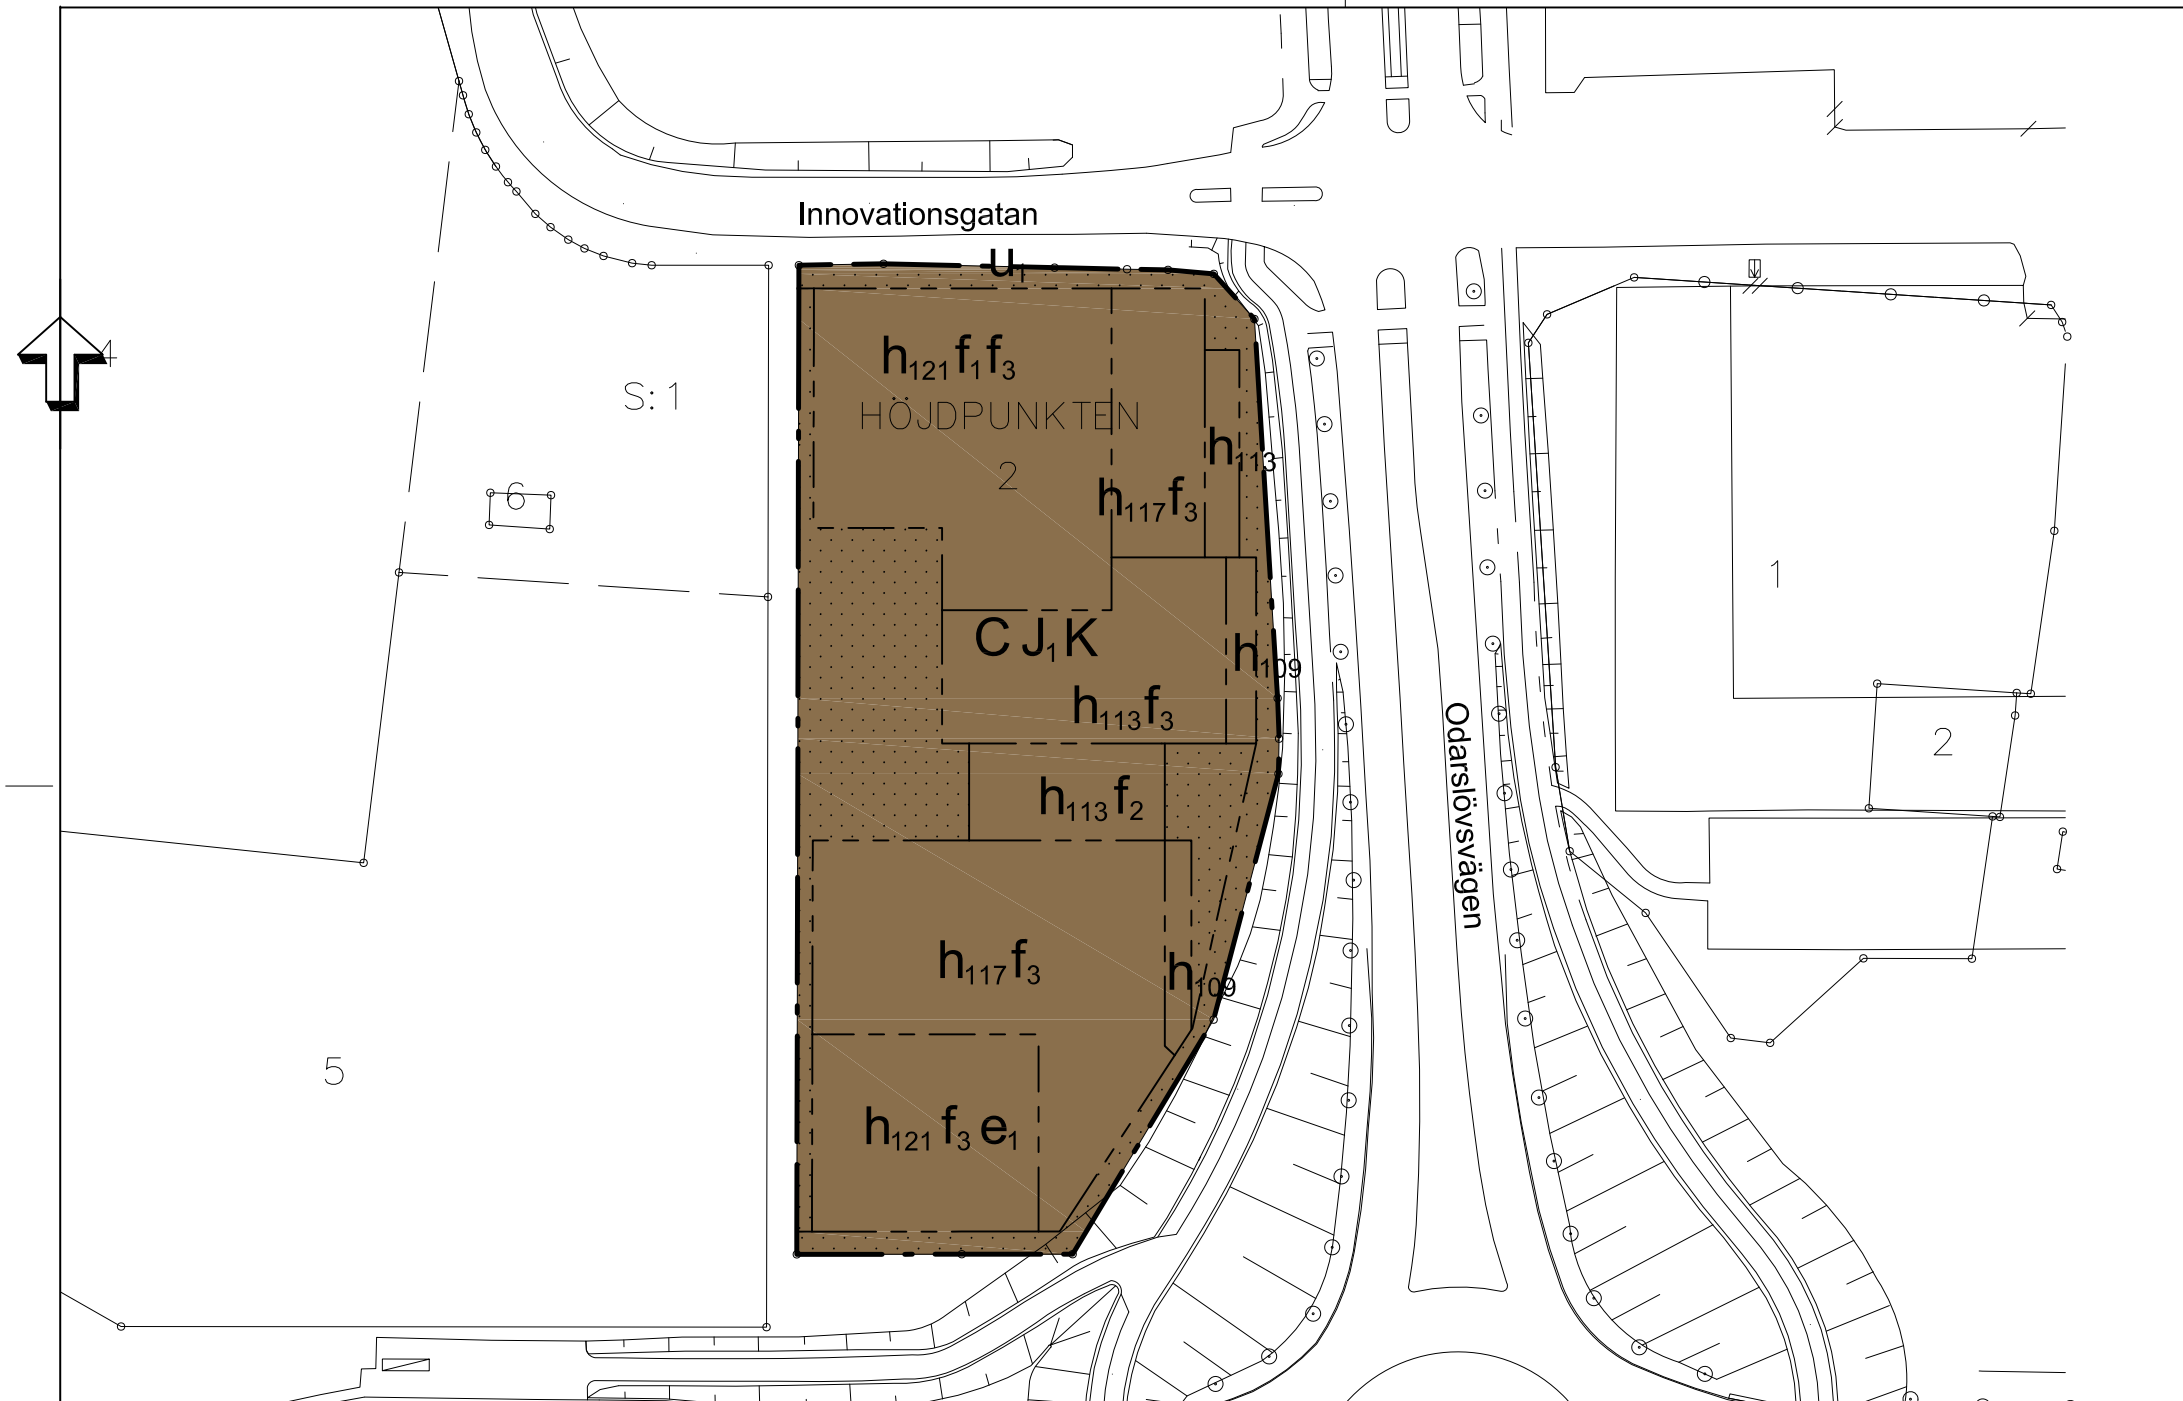 Innovationsgatan
u1
4
h121 f1 f3
S:1
HÖJDPUNKTEN
h113
2
6
h117 f3
1
C J1 K
h109
h113 f3
Odarslövsvägen
2
h113 f2
h117 f3
h109
5
h121 f3 e1